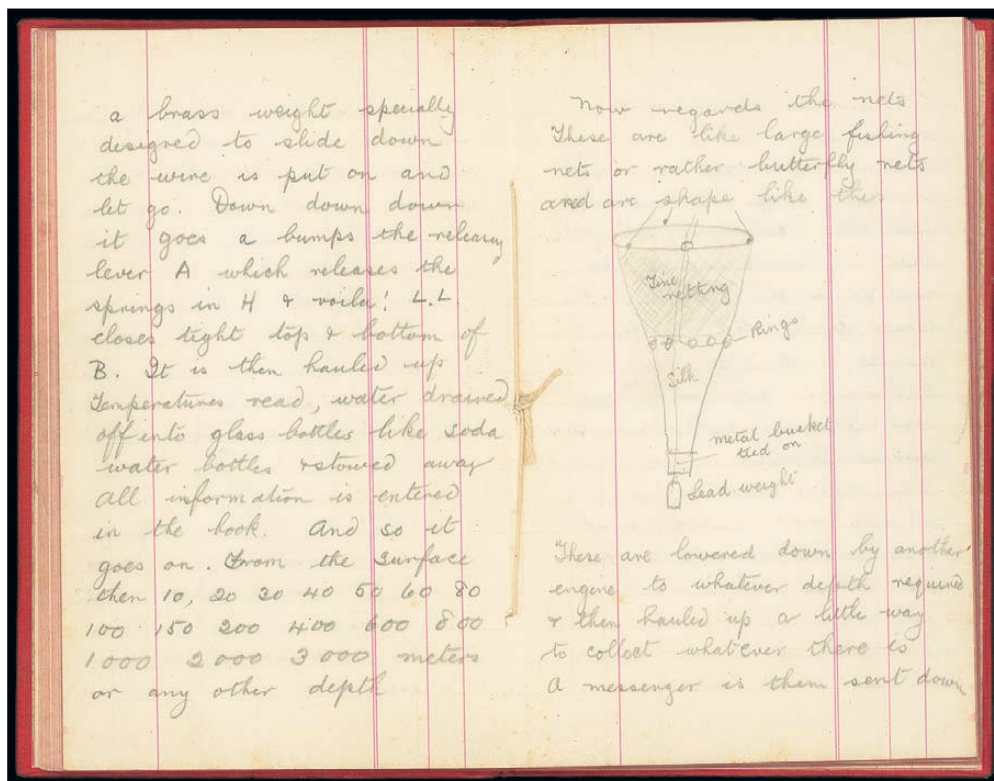 a brass weight specially
designed to slide down
the wire is put on and
let go. Down down down
it goes a bumps the releasing
lever A which releases the
springs in H & voila! L.L.
closes tight top & bottom of
B. It is then hauled up
Temperatures read, water drained
off into glass bottles like soda
water bottles & stowed away
all information is entered
in the book. And so it
goes on. From the surface
then 10, 20 30 40 50 60 80
100 150 200 400 600 800
1000 2000 3000 meters
or any other depth
Now regards the nets
These are like large fishing
nets or rather butterfly nets
and are shape like this
Fine
netting
Rings
Silk
metal bucket
tied on
Lead weight
These are lowered down by another
engine to whatever depth required
& then hauled up a little way
to collect whatever there is
A messenger is them sent down